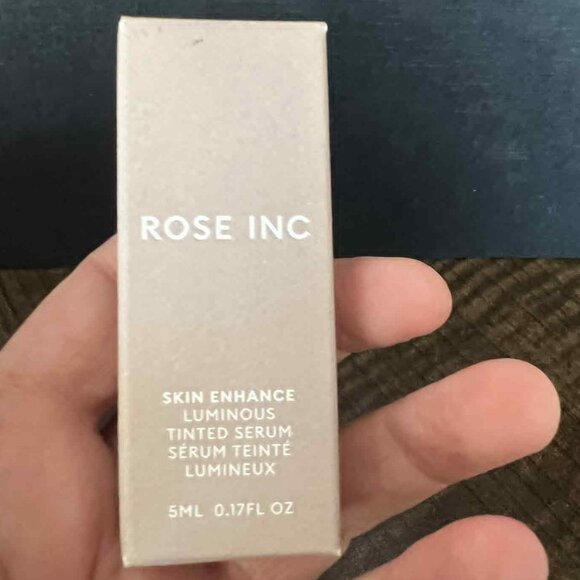 ROSE INC
SKIN ENHANCE
LUMINOUS
TINTED SERUM
SÉRUM TEINTÉ
LUMINEUX
5ML 0.17FL OZ